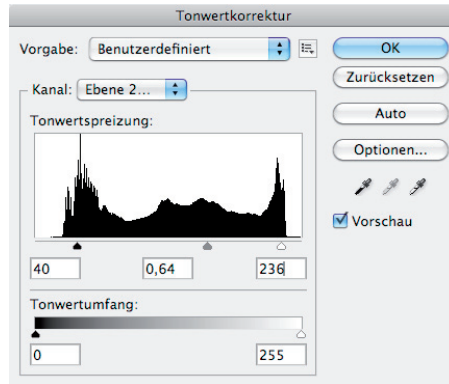 Tonwertkorrektur
Vorgabe: Benutzerdefiniert
OK
Zurücksetzen
Auto
Optionen...
Vorschau
Kanal: Ebene 2...
Tonwertspreizung:
40 0,64 236
Tonwertumfang:
0 255